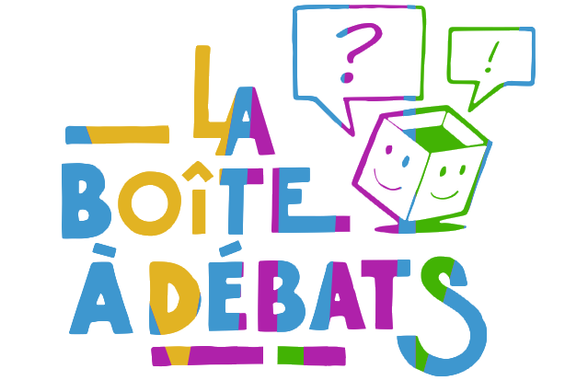 ? !
LA
BOÎTE
À DÉBATS